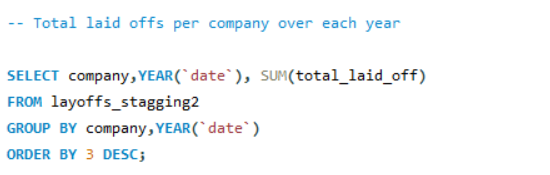 -- Total laid offs per company over each year
SELECT company,YEAR(`date`), SUM(total_laid_off)
FROM layoffs_stagging2
GROUP BY company,YEAR(`date`)
ORDER BY 3 DESC;